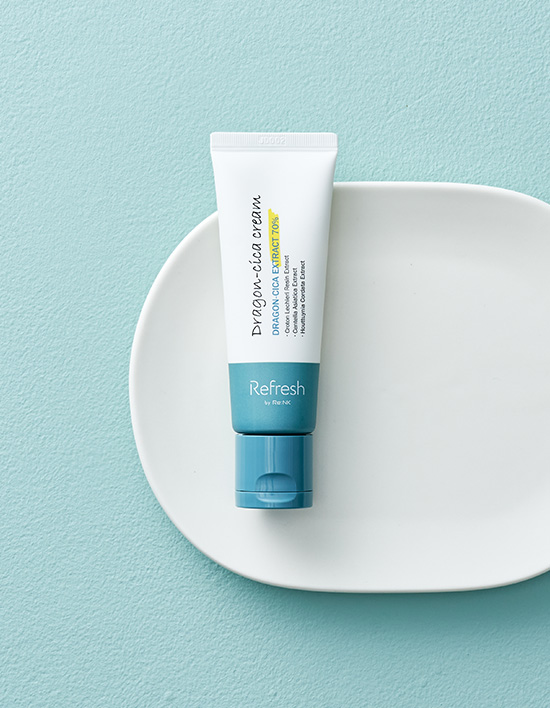 Dragon-cica cream
DRAGON-CICA EXTRACT 70%
· Croton Lechleri Resin Extract
· Centella Asiatica Extract
· Houttuynia Cordata Extract
Refresh
by Re:NK